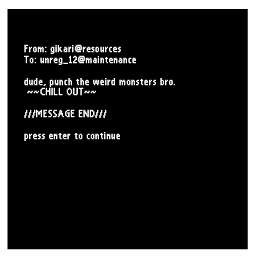 From: gikari@resources
To: unreg_12@maintenance
dude, punch the weird monsters bro.
~~CHILL OUT~~
///MESSAGE END///
press enter to continue